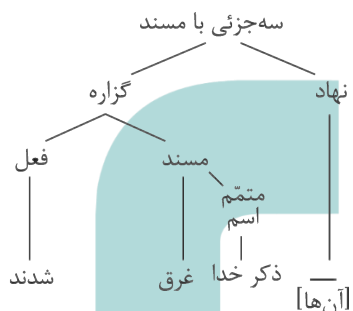 سه‌جزئی با مسند
نهاد
گزاره
مسند
فعل
متمّم
اسم
ذکر خدا
غرق
شدند
[آن‌ها]